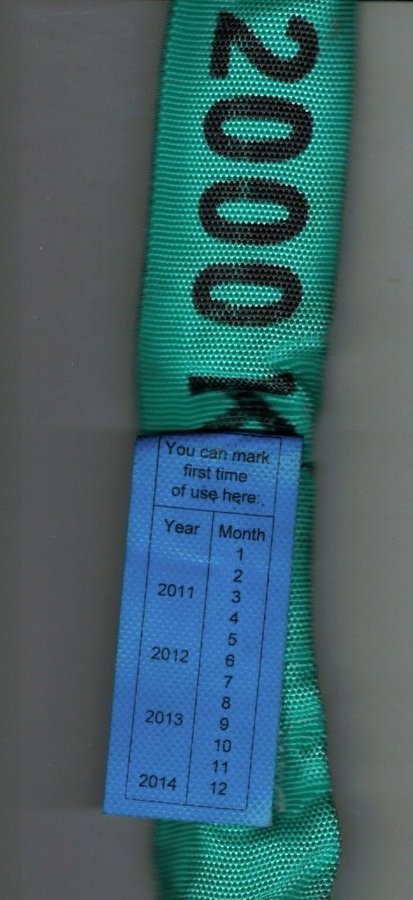 2000 K
You can mark
first time
of use here:.
Year Month
1
2
2011 3
4
5
2012 6
7
8
2013 9
10
11
2014 12